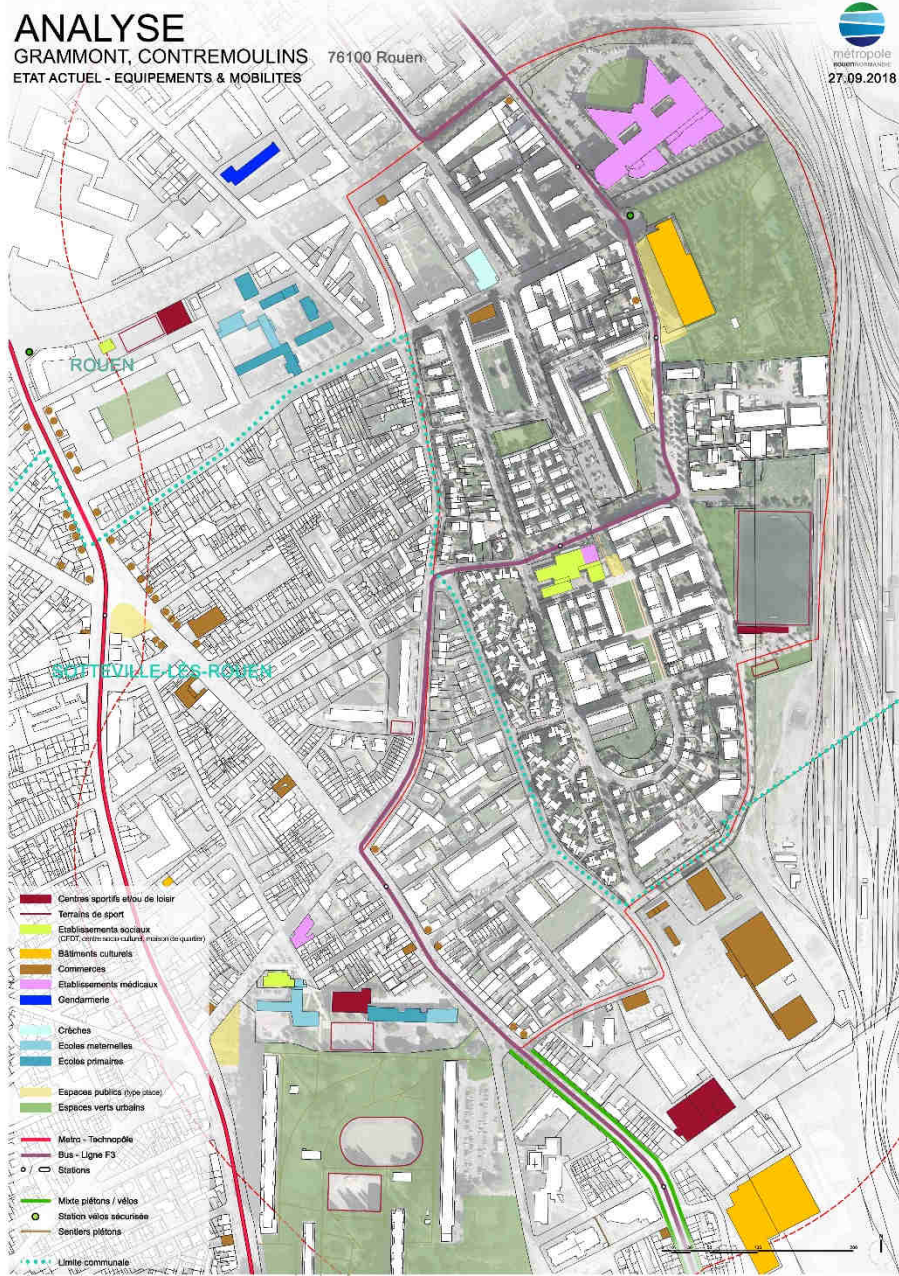 ANALYSE
GRAMMONT, CONTREMOULINS 76100 Rouen
ETAT ACTUEL - EQUIPEMENTS & MOBILITES
métropole
ROUENNORMANDIE
27.09.2018
ROUEN
SOTTEVILLE-LÈS-ROUEN
Centres sportifs et/ou de loisir
Terrains de sport
Etablissements sociaux
(CFDT, centre socio-culturel, maison de quartier)
Bâtiments culturels
Commerces
Etablissements médicaux
Gendarmerie
Crèches
Ecoles maternelles
Ecoles primaires
Espaces publics (type place)
Espaces verts urbains
Metro - Technopôle
Bus - Ligne F3
/ Stations
Mixte piétons / vélos
Station vélos sécurisée
Sentiers piétons
Limite communale